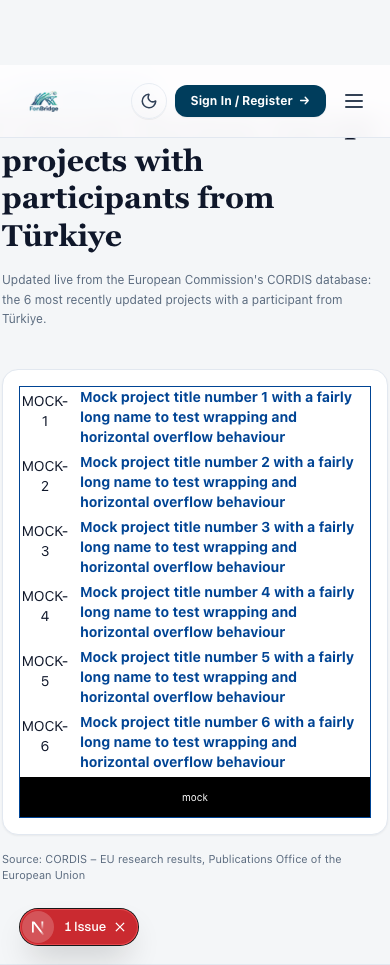 FonBridge
Sign In / Register →
projects with
participants from
Türkiye
Updated live from the European Commission's CORDIS database:
the 6 most recently updated projects with a participant from
Türkiye.
MOCK-1 Mock project title number 1 with a fairly
long name to test wrapping and
horizontal overflow behaviour
MOCK-2 Mock project title number 2 with a fairly
long name to test wrapping and
horizontal overflow behaviour
MOCK-3 Mock project title number 3 with a fairly
long name to test wrapping and
horizontal overflow behaviour
MOCK-4 Mock project title number 4 with a fairly
long name to test wrapping and
horizontal overflow behaviour
MOCK-5 Mock project title number 5 with a fairly
long name to test wrapping and
horizontal overflow behaviour
MOCK-6 Mock project title number 6 with a fairly
long name to test wrapping and
horizontal overflow behaviour
mock
Source: CORDIS – EU research results, Publications Office of the
European Union
N 1 Issue ×